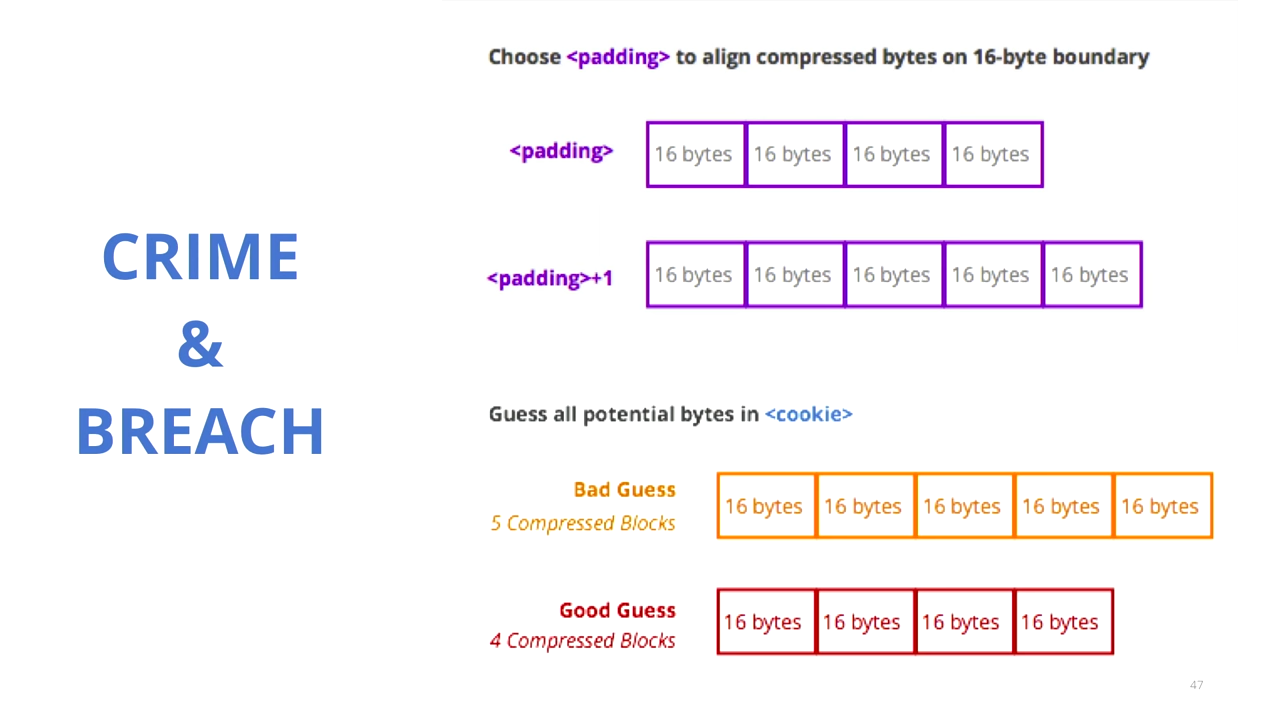 CRIME
&
BREACH
Choose <padding> to align compressed bytes on 16-byte boundary
<padding> 16 bytes 16 bytes 16 bytes 16 bytes
<padding>+1 16 bytes 16 bytes 16 bytes 16 bytes 16 bytes
Guess all potential bytes in <cookie>
Bad Guess
5 Compressed Blocks
16 bytes 16 bytes 16 bytes 16 bytes 16 bytes
Good Guess
4 Compressed Blocks
16 bytes 16 bytes 16 bytes 16 bytes
47